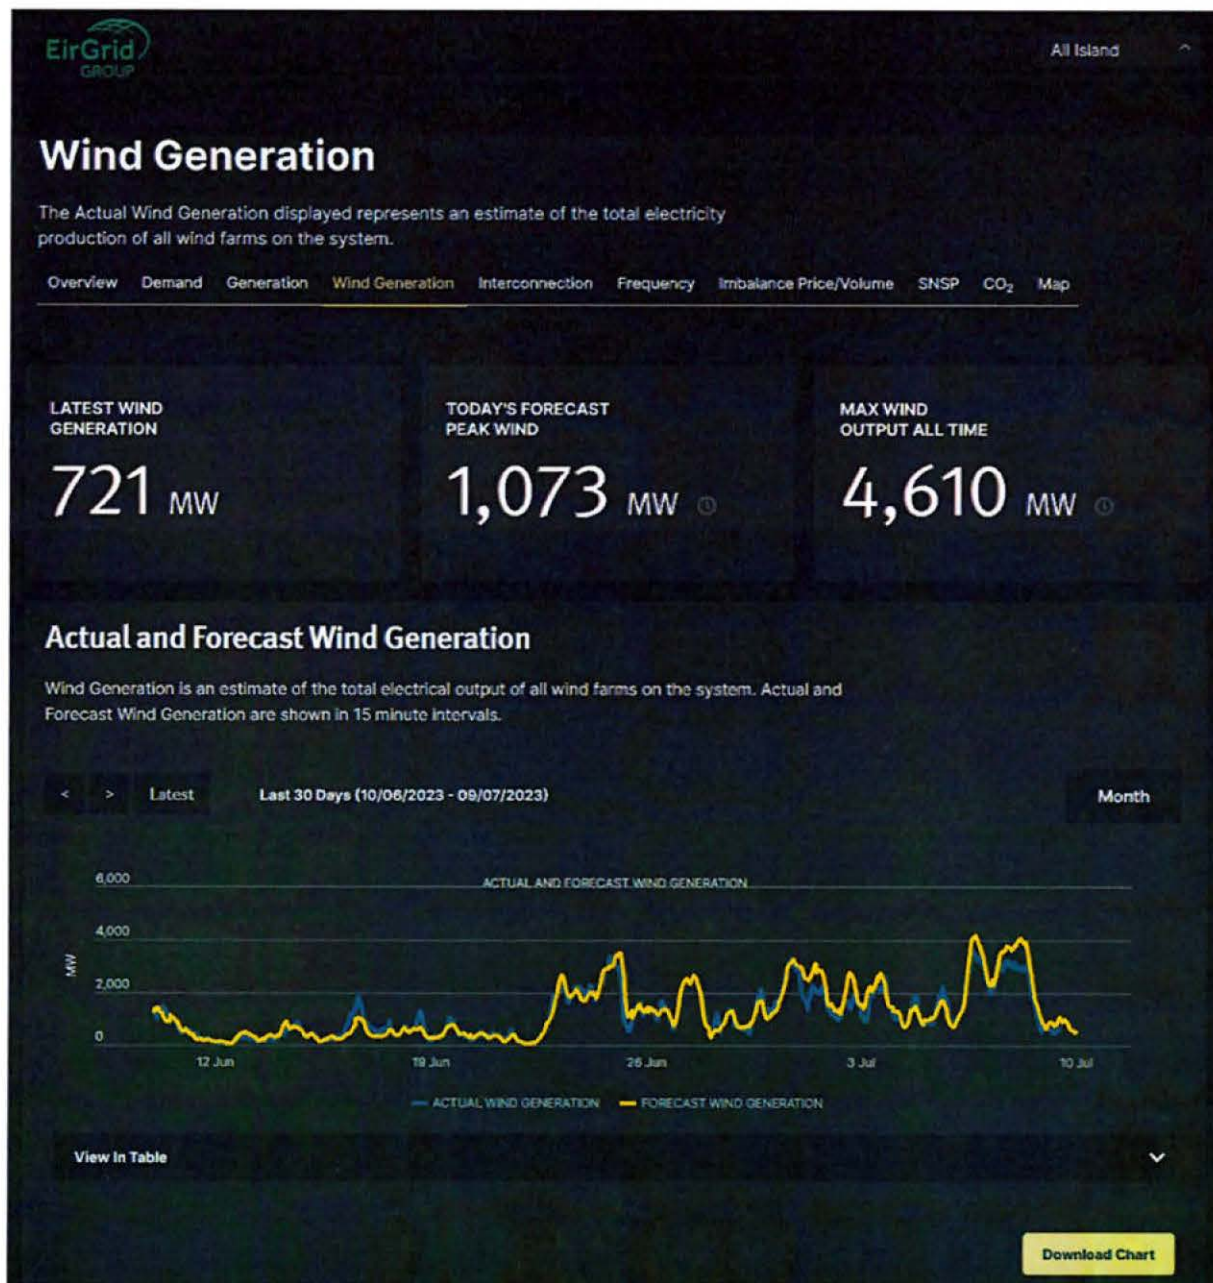 EirGrid
GROUP
All Island
Wind Generation
The Actual Wind Generation displayed represents an estimate of the total electricity
production of all wind farms on the system.
Overview Demand Generation Wind Generation Interconnection Frequency Imbalance Price/Volume SNSP CO₂ Map
LATEST WIND
GENERATION
721 MW
TODAY'S FORECAST
PEAK WIND
1,073 MW
MAX WIND
OUTPUT ALL TIME
4,610 MW
Actual and Forecast Wind Generation
Wind Generation is an estimate of the total electrical output of all wind farms on the system. Actual and
Forecast Wind Generation are shown in 15 minute intervals.
< > Latest Last 30 Days (10/06/2023 - 09/07/2023) Month
ACTUAL AND FORECAST WIND GENERATION
6,000
4,000
MW
2,000
0
12 Jun 19 Jun 26 Jun 3 Jul 10 Jul
ACTUAL WIND GENERATION FORECAST WIND GENERATION
View In Table
Download Chart